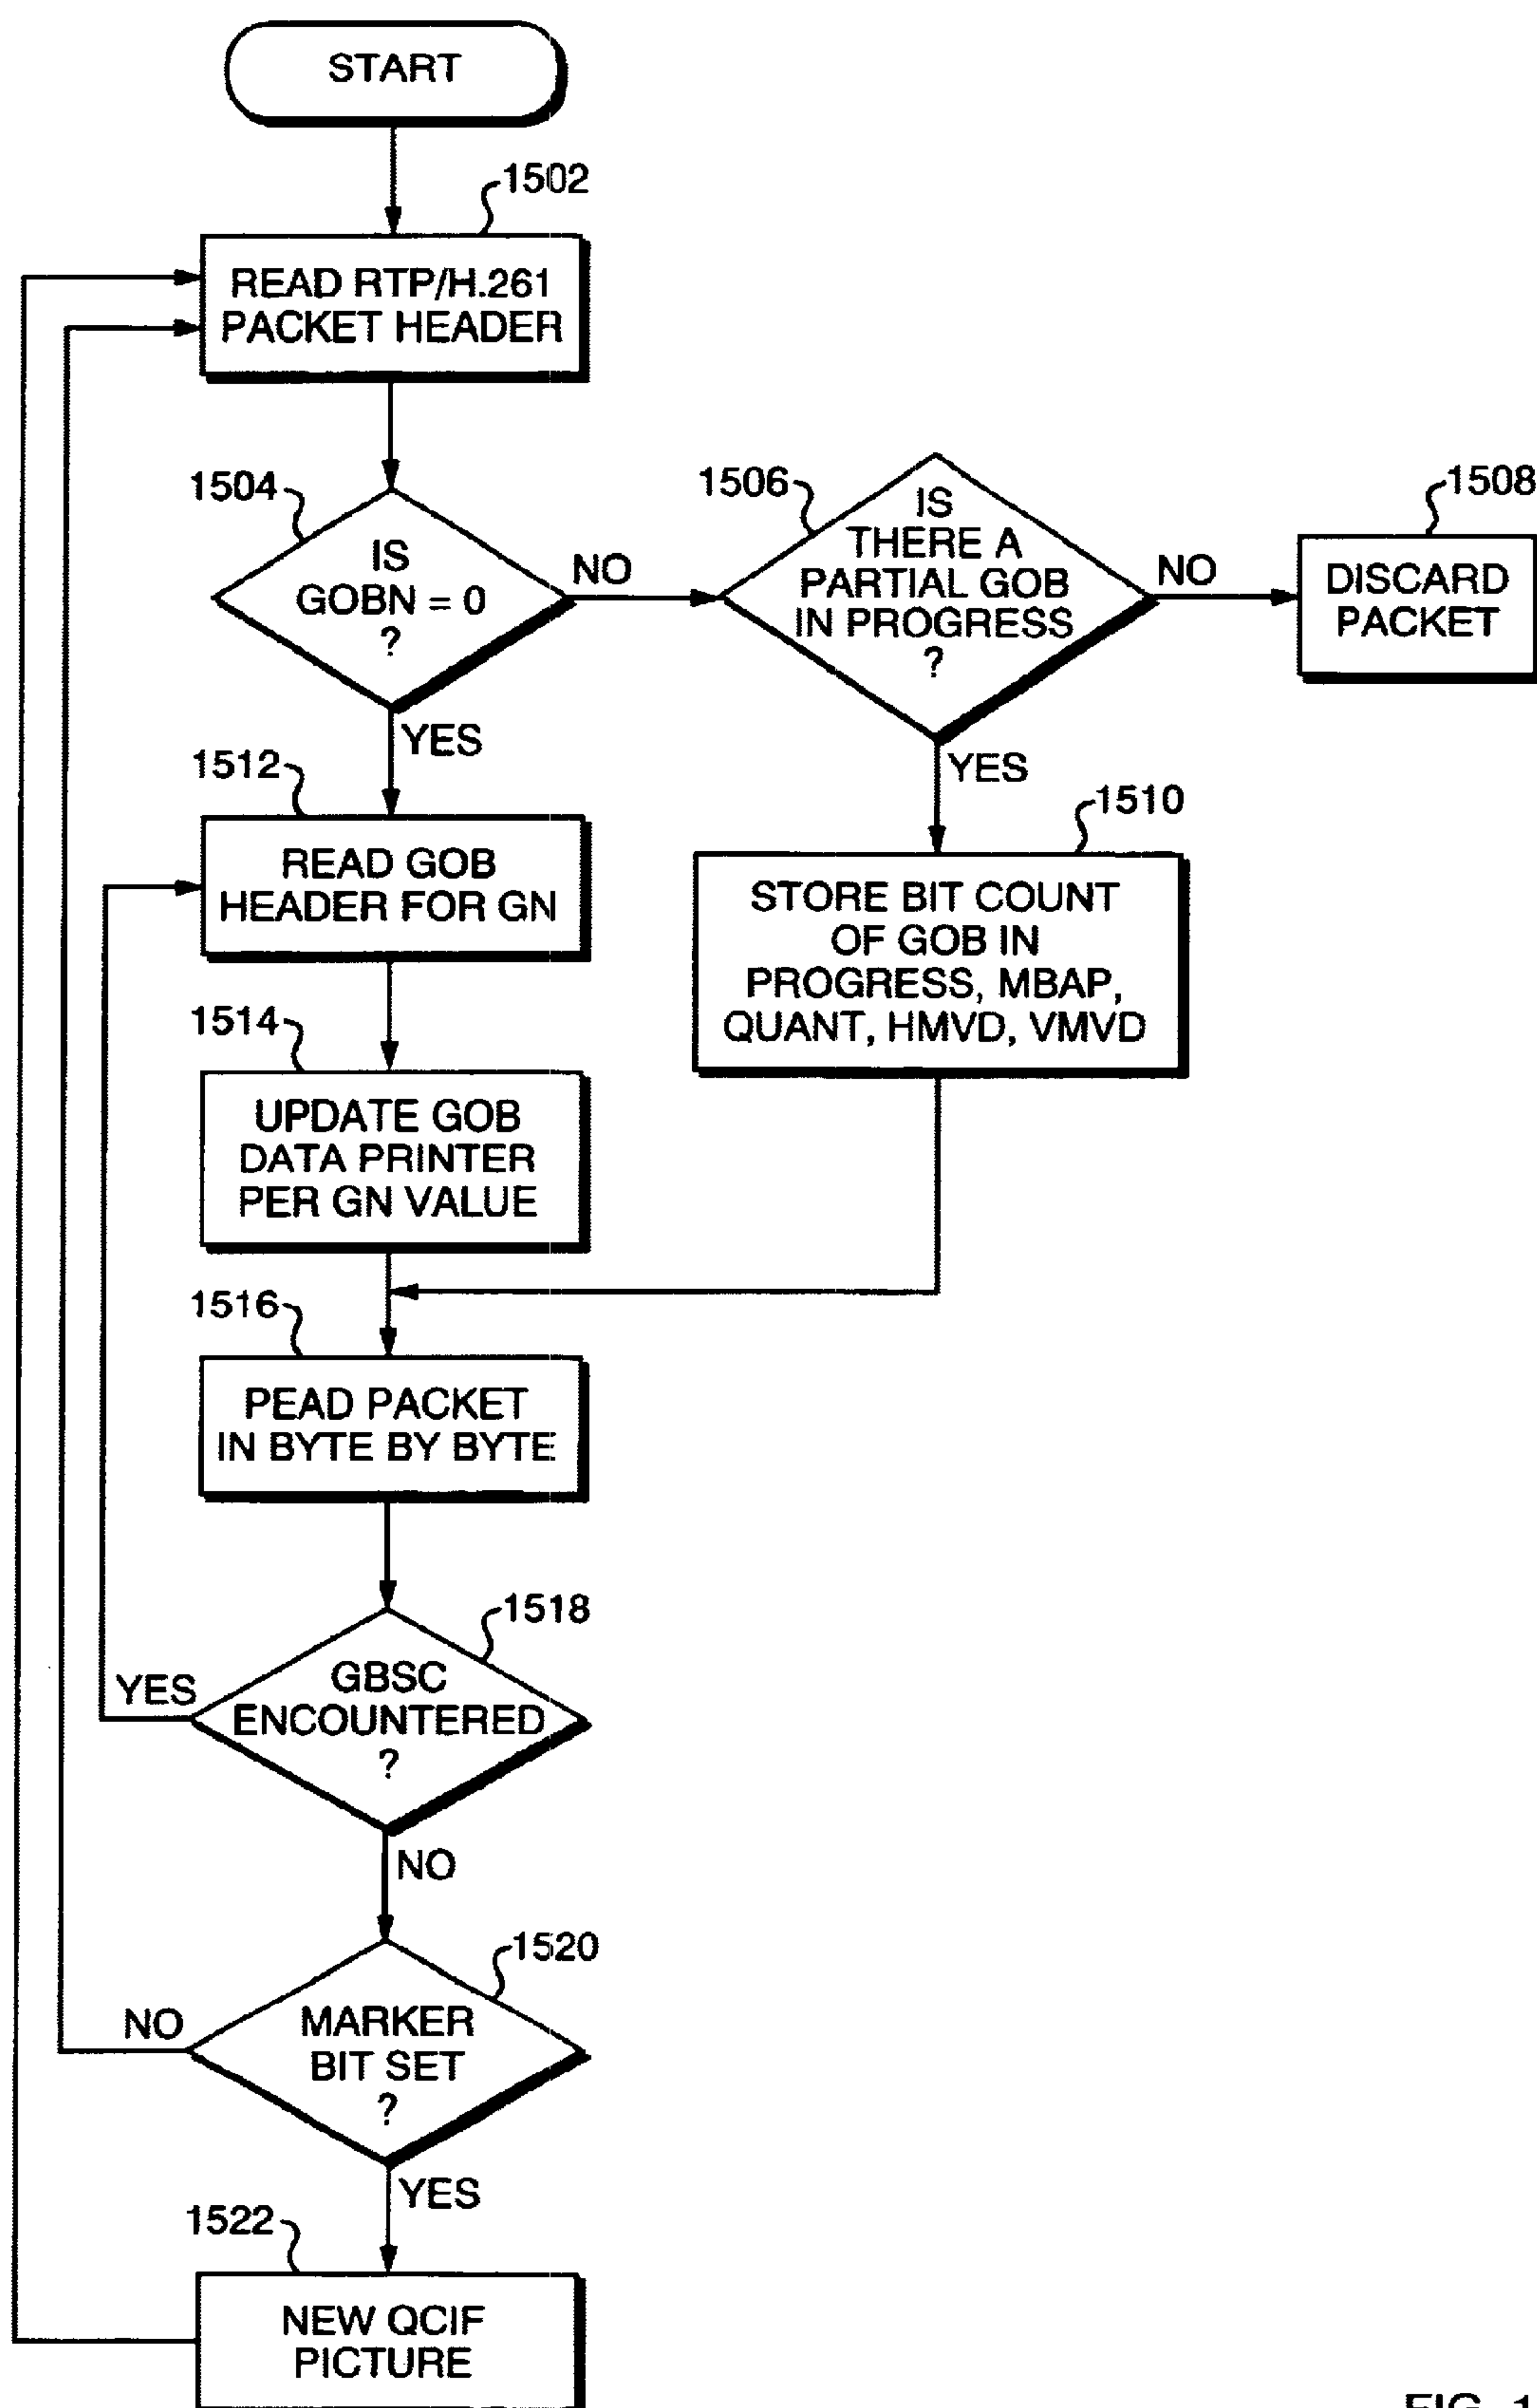 START
1502
READ RTP/H.261
PACKET HEADER
1504
IS
GOBN = 0
?
NO
1506
IS
THERE A
PARTIAL GOB
IN PROGRESS
?
NO
1508
DISCARD
PACKET
YES
YES
1510
STORE BIT COUNT
OF GOB IN
PROGRESS, MBAP,
QUANT, HMVD, VMVD
1512
READ GOB
HEADER FOR GN
1514
UPDATE GOB
DATA PRINTER
PER GN VALUE
1516
PEAD PACKET
IN BYTE BY BYTE
1518
GBSC
ENCOUNTERED
?
YES
NO
1520
MARKER
BIT SET
?
NO
YES
1522
NEW QCIF
PICTURE